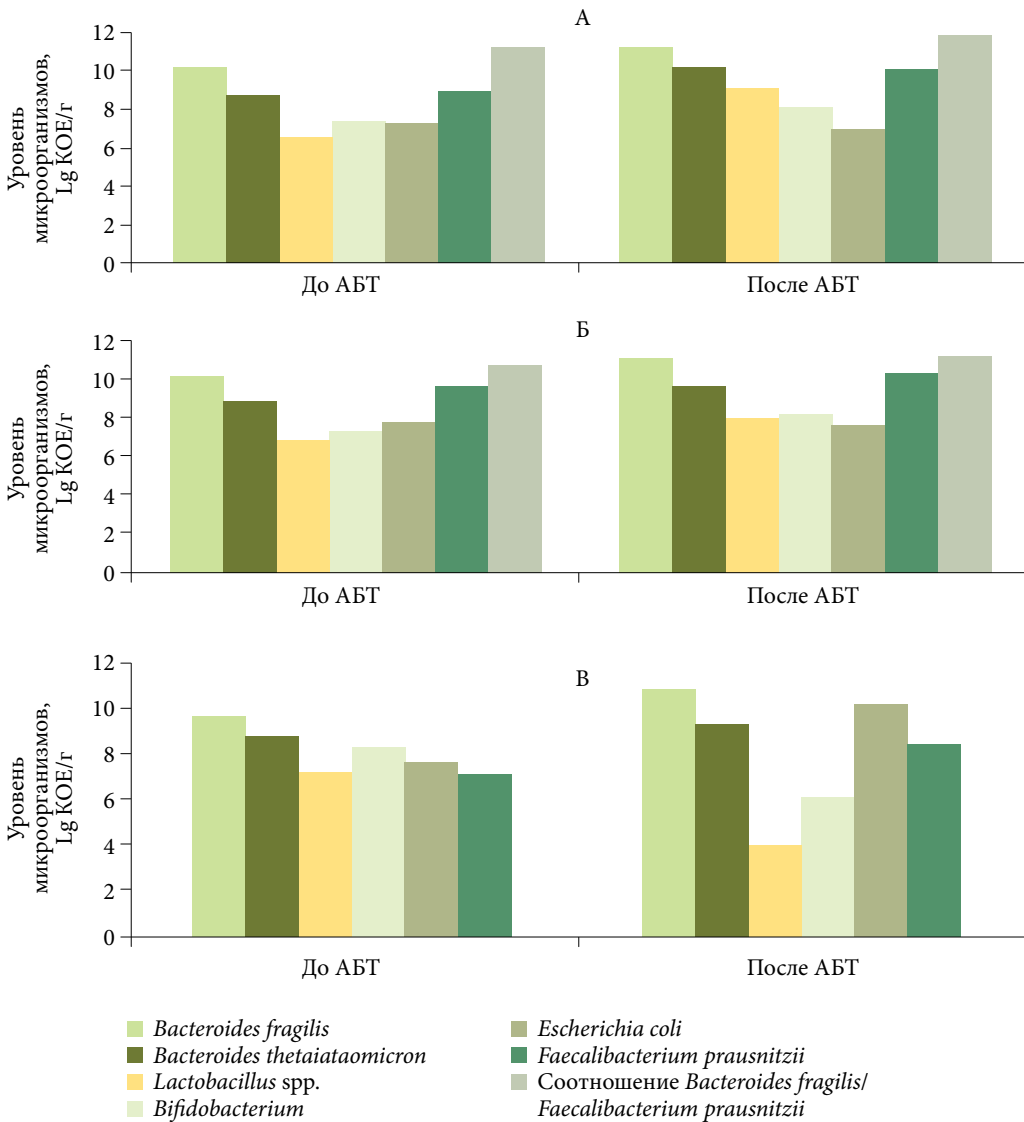 А
Уровень
микроорганизмов,
Lg КОЕ/г
12
10
8
6
4
2
0
До АБТ
После АБТ
Б
Уровень
микроорганизмов,
Lg КОЕ/г
12
10
8
6
4
2
0
До АБТ
После АБТ
В
Уровень
микроорганизмов,
Lg КОЕ/г
12
10
8
6
4
2
0
До АБТ
После АБТ
Bacteroides fragilis
Bacteroides thetaiataomicron
Lactobacillus spp.
Bifidobacterium
Escherichia coli
Faecalibacterium prausnitzii
Соотношение Bacteroides fragilis/
Faecalibacterium prausnitzii